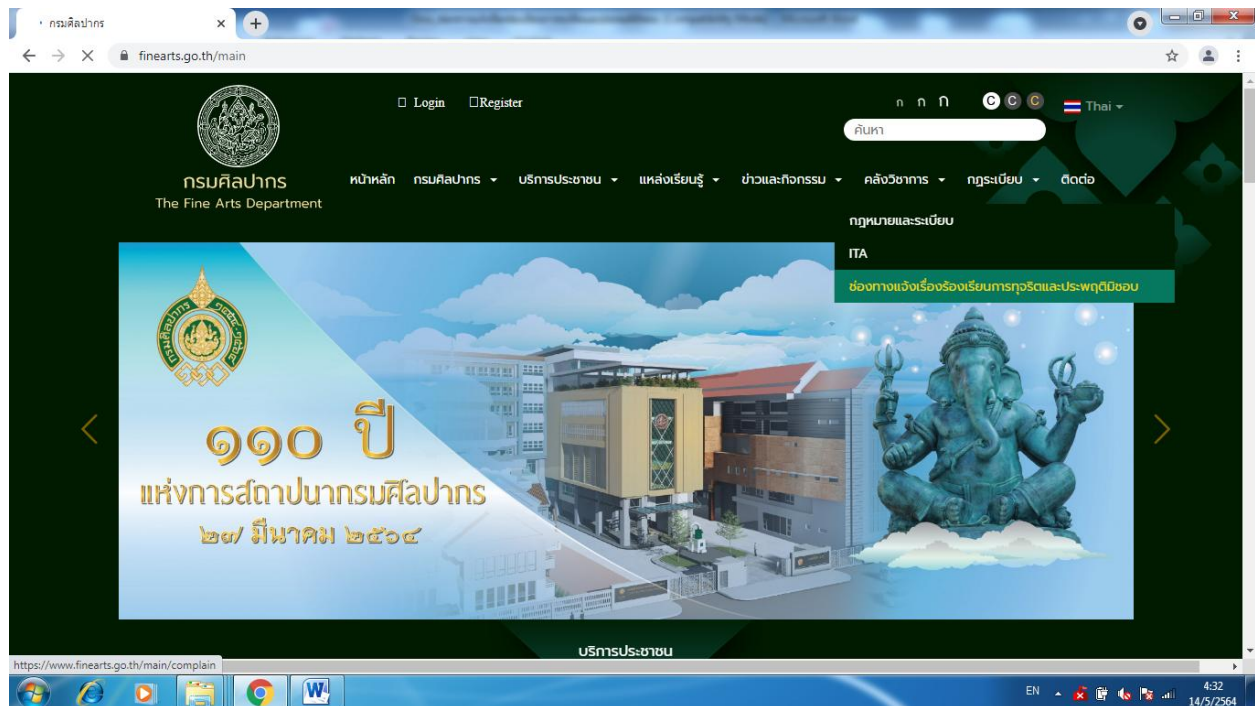 กรมศิลปากร
finearts.go.th/main
Login Register
ก ก ก C C C Thai
ค้นหา
กรมศิลปากร
The Fine Arts Department
หน้าหลัก กรมศิลปากร บริการประชาชน แหล่งเรียนรู้ ข่าวและกิจกรรม คลังวิชาการ กฎระเบียบ ติดต่อ
กฎหมายและระเบียบ
ITA
ช่องทางแจ้งเรื่องร้องเรียนการทุจริตและประพฤติมิชอบ
๑๑๐ ปี
แห่งการสถาปนากรมศิลปากร
๒๗ มีนาคม ๒๕๖๔
บริการประชาชน
https://www.finearts.go.th/main/complain
EN 4:32
14/5/2564